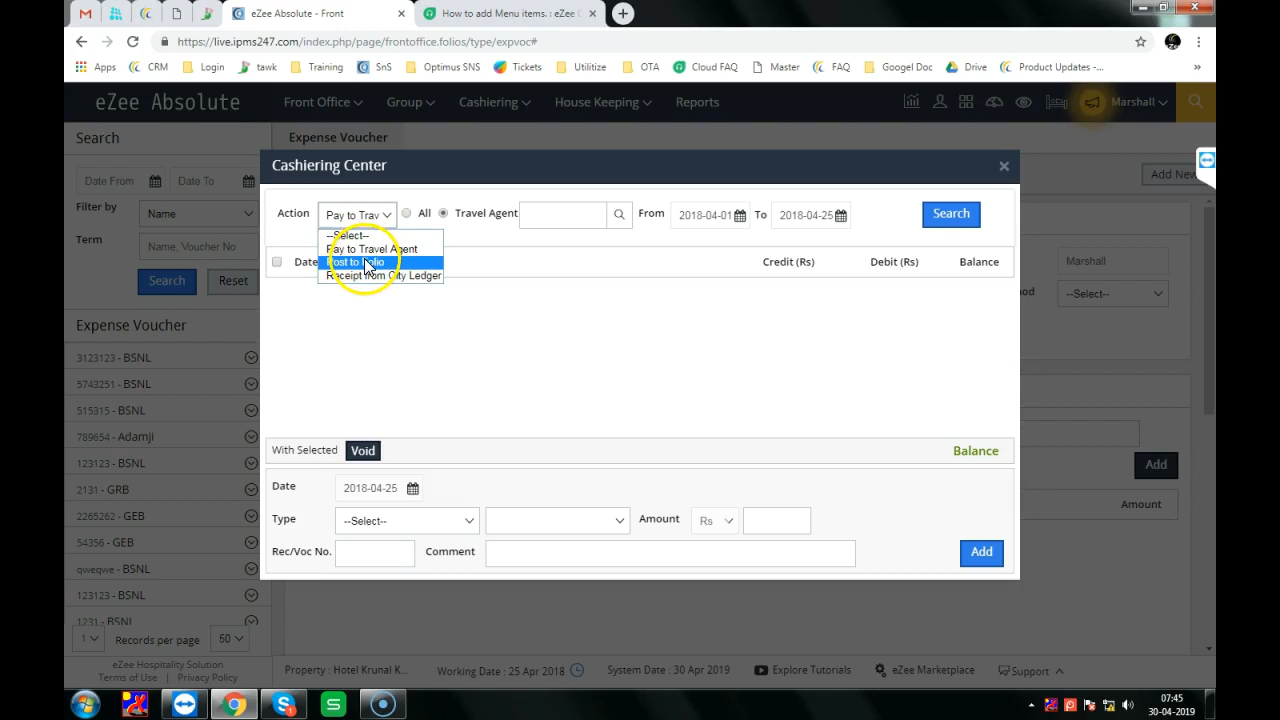 eZee Absolute - Front
How to add Menu items. : eZee C
https://live.ipms247.com/index.php/page/frontoffice.folios/type/expvoc#
Apps CRM Login tawk Training SnS Optimus SNS Tickets Utilitize OTA Cloud FAQ Master FAQ Googel Doc Drive Product Updates -... »
eZee Absolute Front Office Group Cashiering House Keeping Reports Marshall
Search
Expense Voucher
Date From Date To
Add New
Filter by Name
Term Name, Voucher No
Search Reset
Marshall
--Select--
Expense Voucher
3123123 - BSNL
5743251 - BSNL
515315 - BSNL
789654 - Adamji
123123 - BSNL
2131 - GRB
2265262 - GEB
54356 - GEB
qweqwe - BSNL
123123 - BSNL
1231 - BSNL
1 Records per page 50
Add
Amount
Cashiering Center
Action Pay to Trav All Travel Agent From 2018-04-01 To 2018-04-25 Search
--Select--
Pay to Travel Agent
Post to Folio
Receipt from City Ledger
Date Credit (Rs) Debit (Rs) Balance
With Selected Void Balance
Date 2018-04-25
Type --Select-- Amount Rs
Rec/Voc No. Comment Add
eZee Hospitality Solution
Terms of Use | Privacy Policy
Property : Hotel Krunal K... Working Date : 25 Apr 2018 System Date : 30 Apr 2019 Explore Tutorials eZee Marketplace Support
07:45
30-04-2019